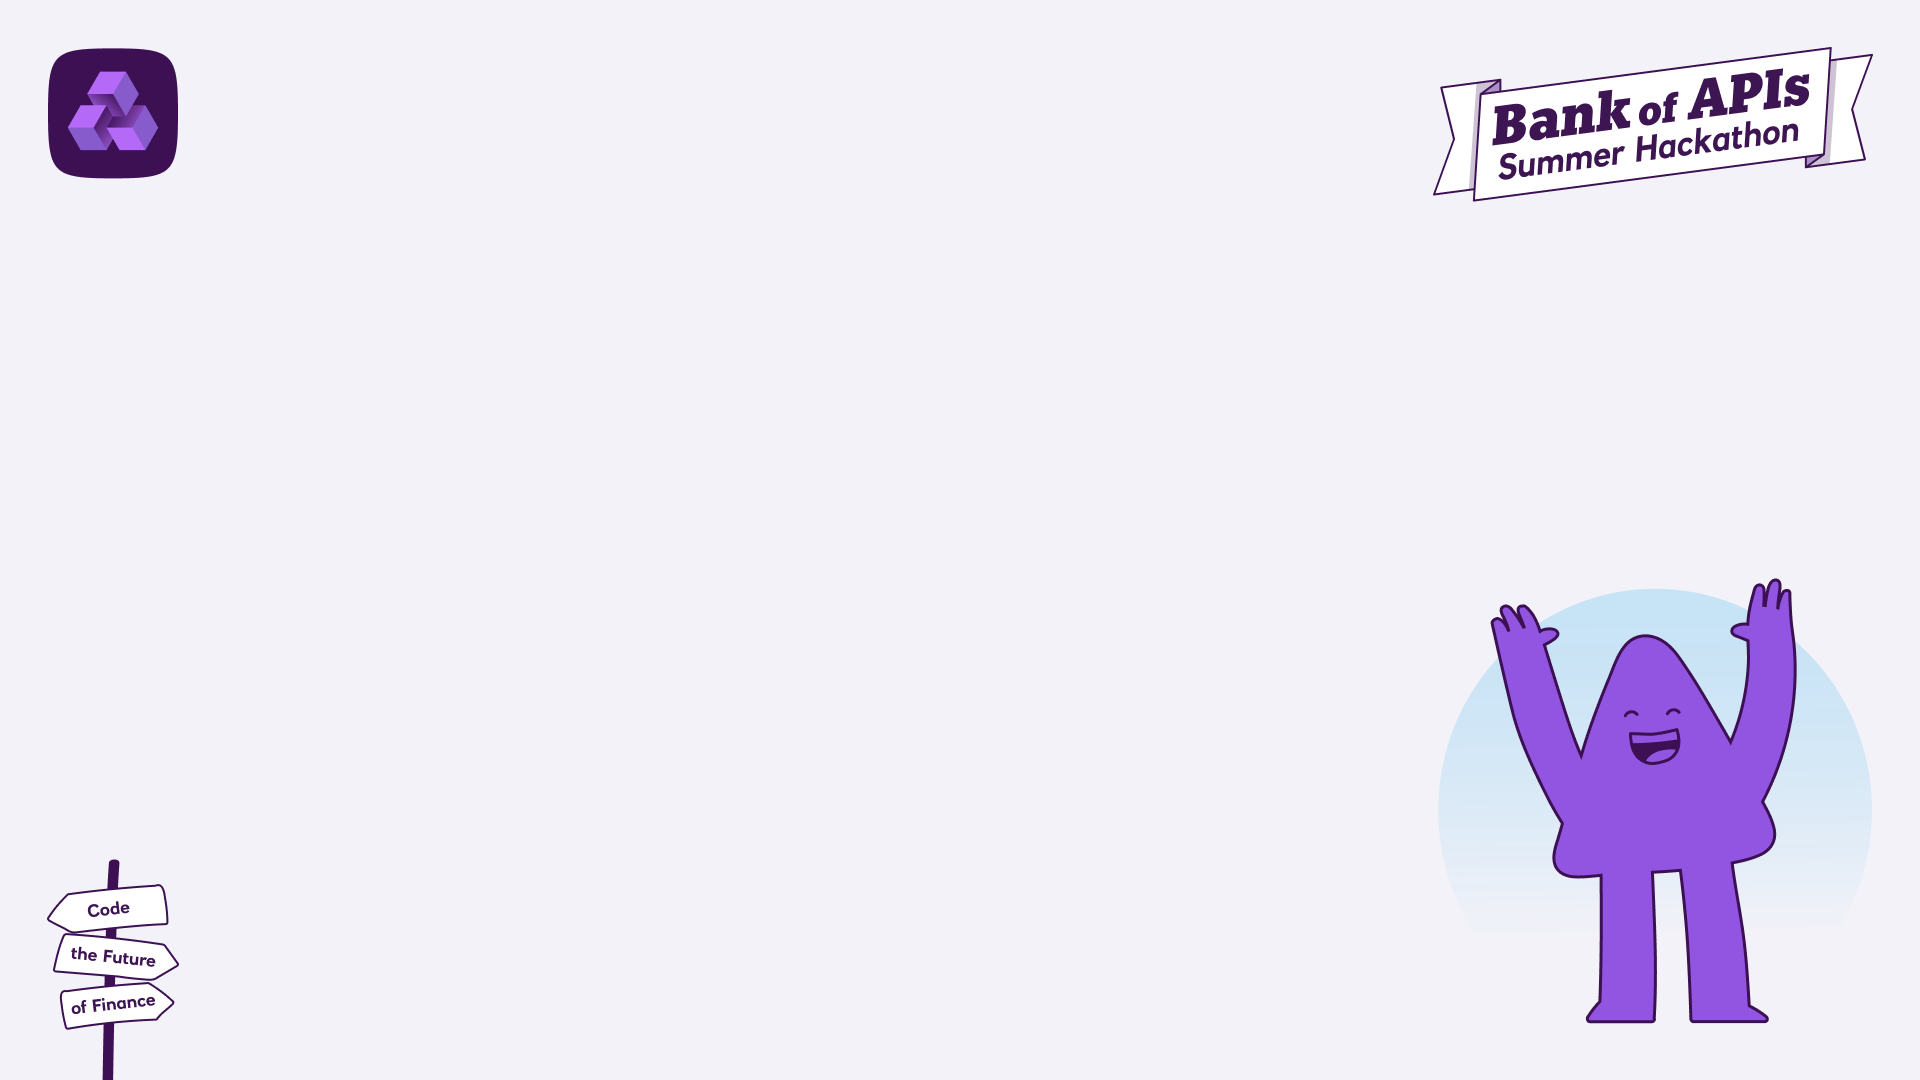 Bank of APIs
Summer Hackathon
Code
the Future
of Finance